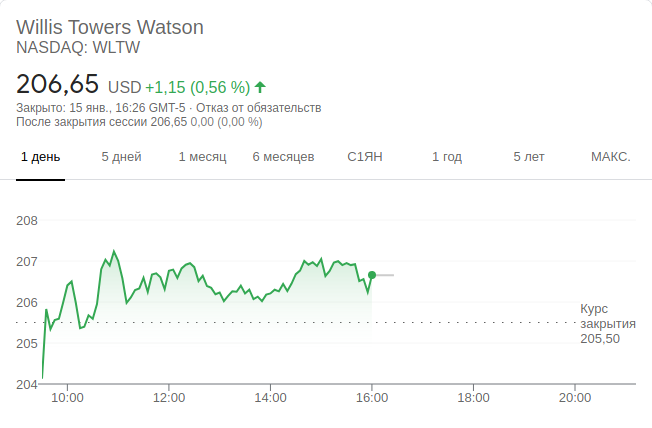 Willis Towers Watson
NASDAQ: WLTW
206,65 USD +1,15 (0,56 %)
Закрыто: 15 янв., 16:26 GMT-5 · Отказ от обязательств
После закрытия сессии 206,65 0,00 (0,00 %)
1 день 5 дней 1 месяц 6 месяцев С1ЯН 1 год 5 лет МАКС.
208
207
206
Курс
закрытия
205,50
205
204
10:00 12:00 14:00 16:00 18:00 20:00